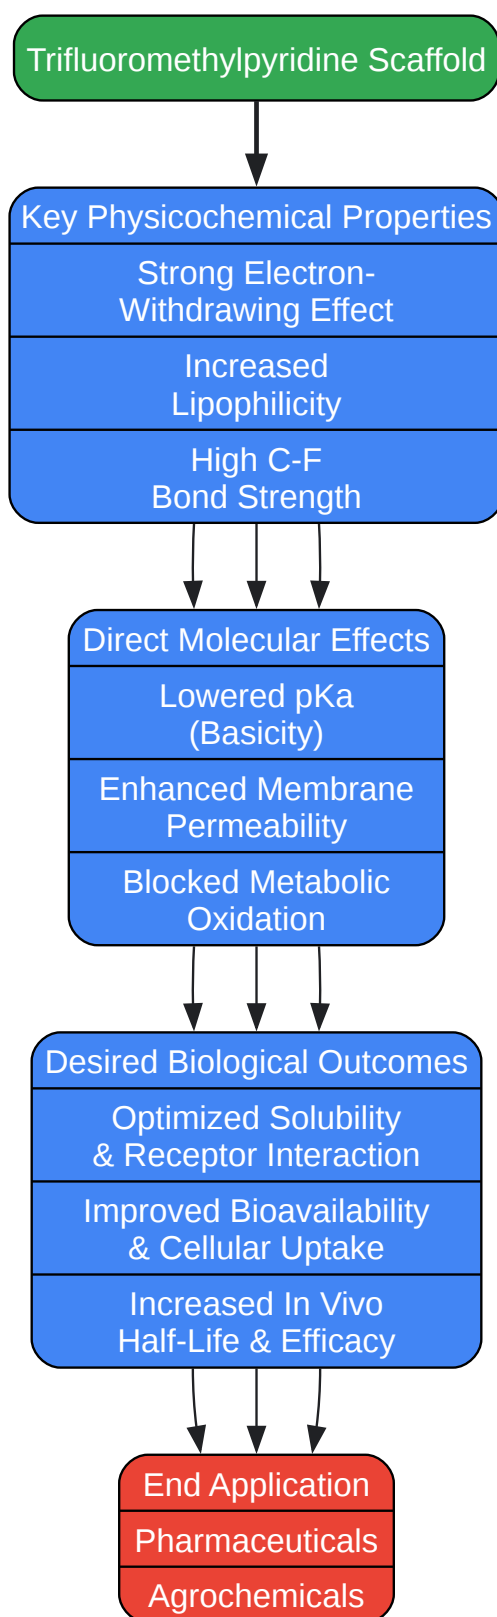 Trifluoromethylpyridine Scaffold
Key Physicochemical Properties
Strong Electron-
Withdrawing Effect
Increased
Lipophilicity
High C-F
Bond Strength
Direct Molecular Effects
Lowered pKa
(Basicity)
Enhanced Membrane
Permeability
Blocked Metabolic
Oxidation
Desired Biological Outcomes
Optimized Solubility
& Receptor Interaction
Improved Bioavailability
& Cellular Uptake
Increased In Vivo
Half-Life & Efficacy
End Application
Pharmaceuticals
Agrochemicals